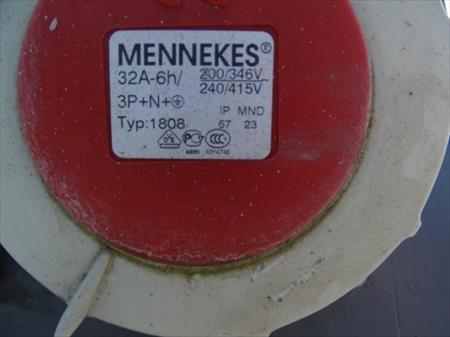 MENNEKES®
32A-6h/ 200/346V~
240/415V
3P+N+⏚
IP MND
Typ:1808 67 23